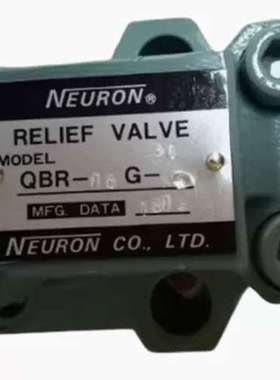 NEURON®
RELIEF VALVE
MODEL
QBR- G-
MFG. DATA
NEURON CO., LTD.